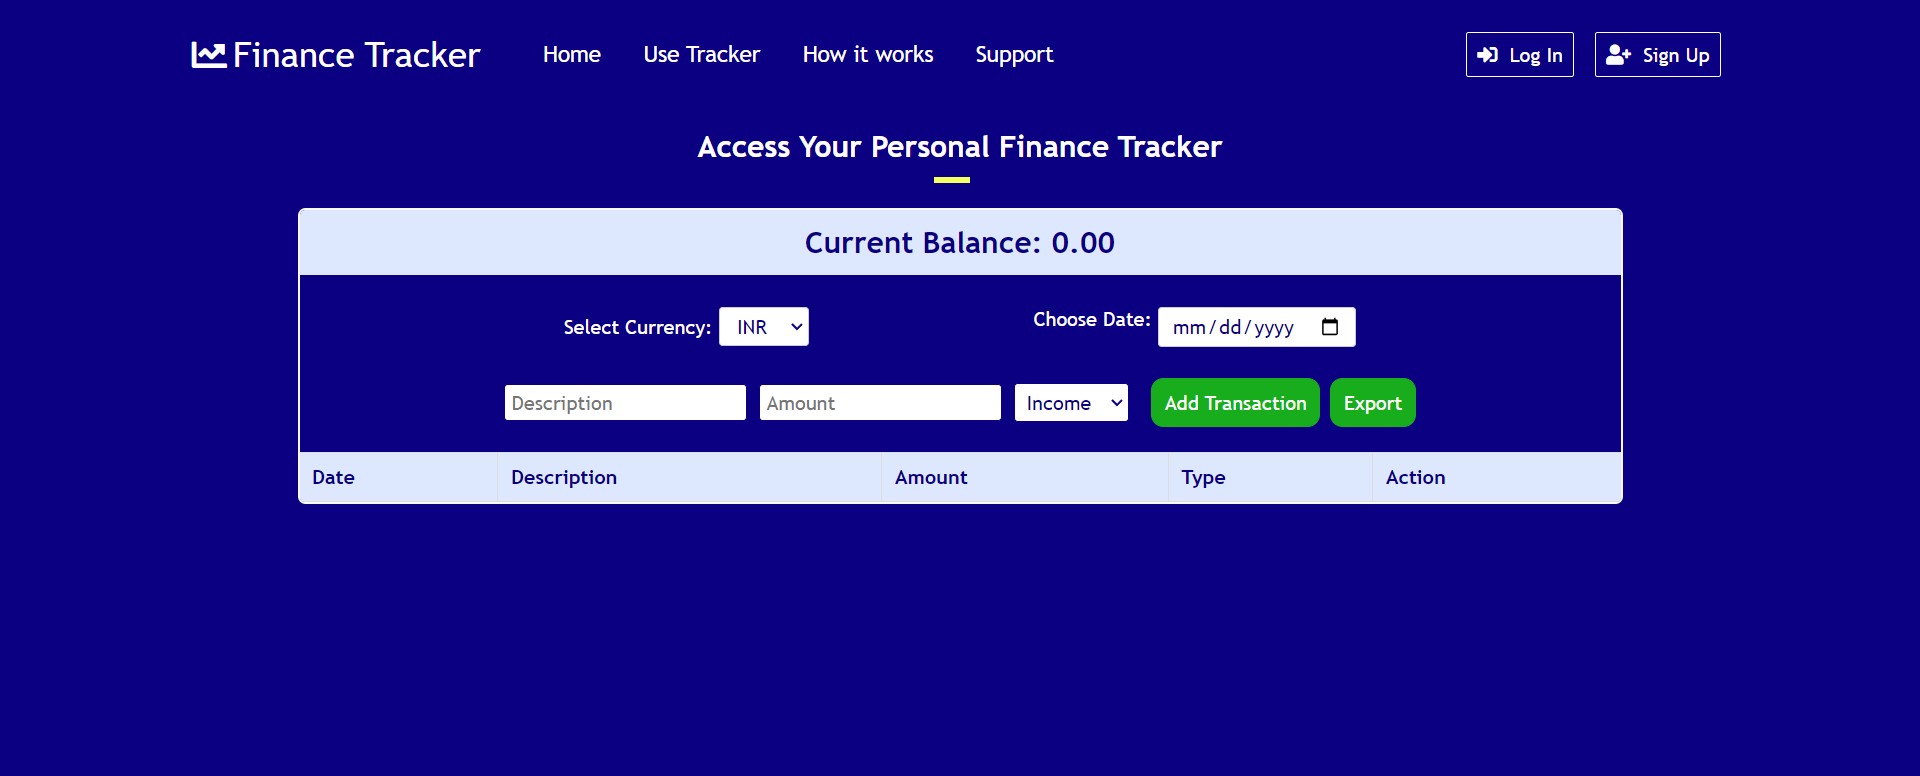 Finance Tracker Home Use Tracker How it works Support Log In Sign Up
Access Your Personal Finance Tracker
Current Balance: 0.00
Select Currency: INR Choose Date: mm/dd/yyyy
Description Amount Income Add Transaction Export
Date Description Amount Type Action